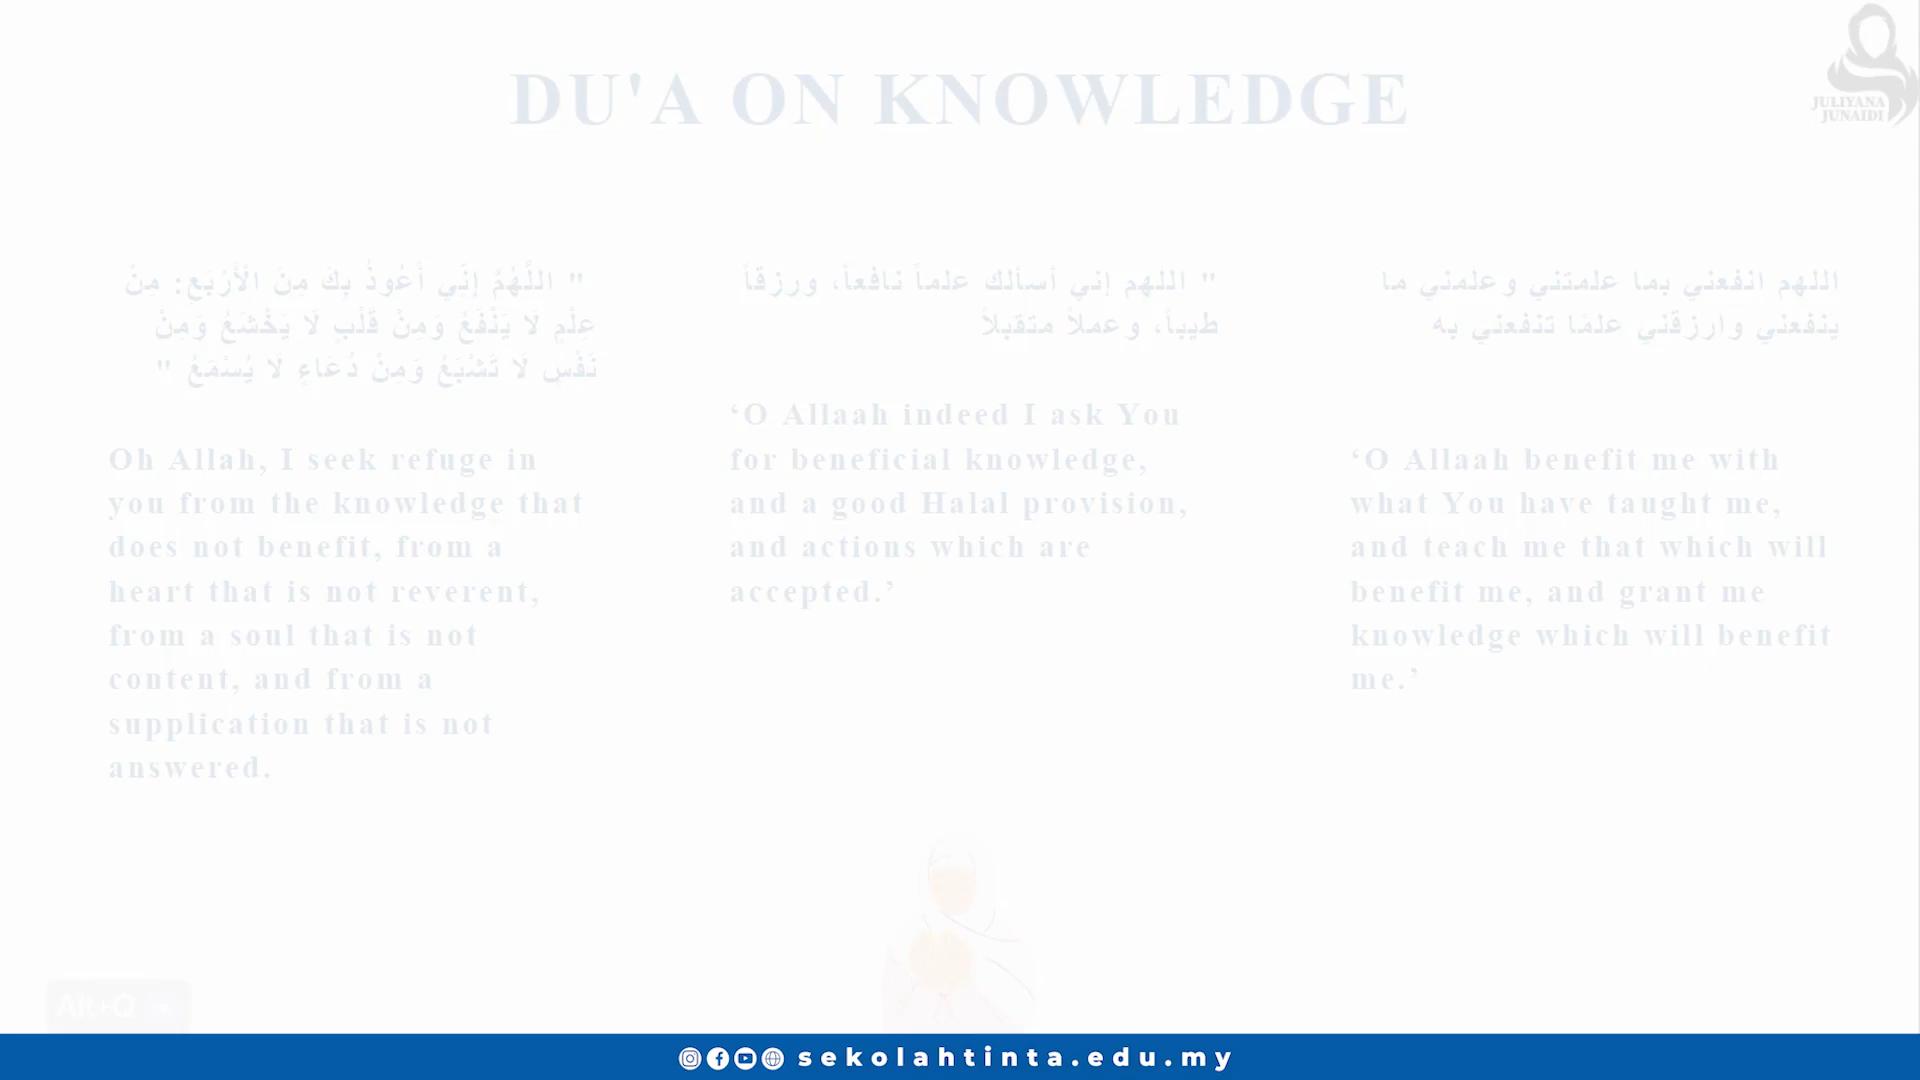 DU'A ON KNOWLEDGE
JULIYANA
JUNAIDI
" اللَّهُمَّ إِنِّي أَعُوذُ بِكَ مِنَ الْأَرْبَعِ: مِنْ
عِلْمٍ لَا يَنْفَعُ وَمِنْ قَلْبٍ لَا يَخْشَعُ وَمِنْ
نَفْسٍ لَا تَشْبَعُ وَمِنْ دُعَاءٍ لَا يُسْمَعُ "
Oh Allah, I seek refuge in
you from the knowledge that
does not benefit, from a
heart that is not reverent,
from a soul that is not
content, and from a
supplication that is not
answered.
" اللهم إني أسألك علماً نافعاً، ورزقاً
طيباً، وعملاً متقبلاً
‘O Allaah indeed I ask You
for beneficial knowledge,
and a good Halal provision,
and actions which are
accepted.’
اللهم انفعني بما علمتني وعلمني ما
ينفعني وارزقني علمًا تنفعني به
‘O Allaah benefit me with
what You have taught me,
and teach me that which will
benefit me, and grant me
knowledge which will benefit
me.’
Alt+Q
sekolahtinta.edu.my